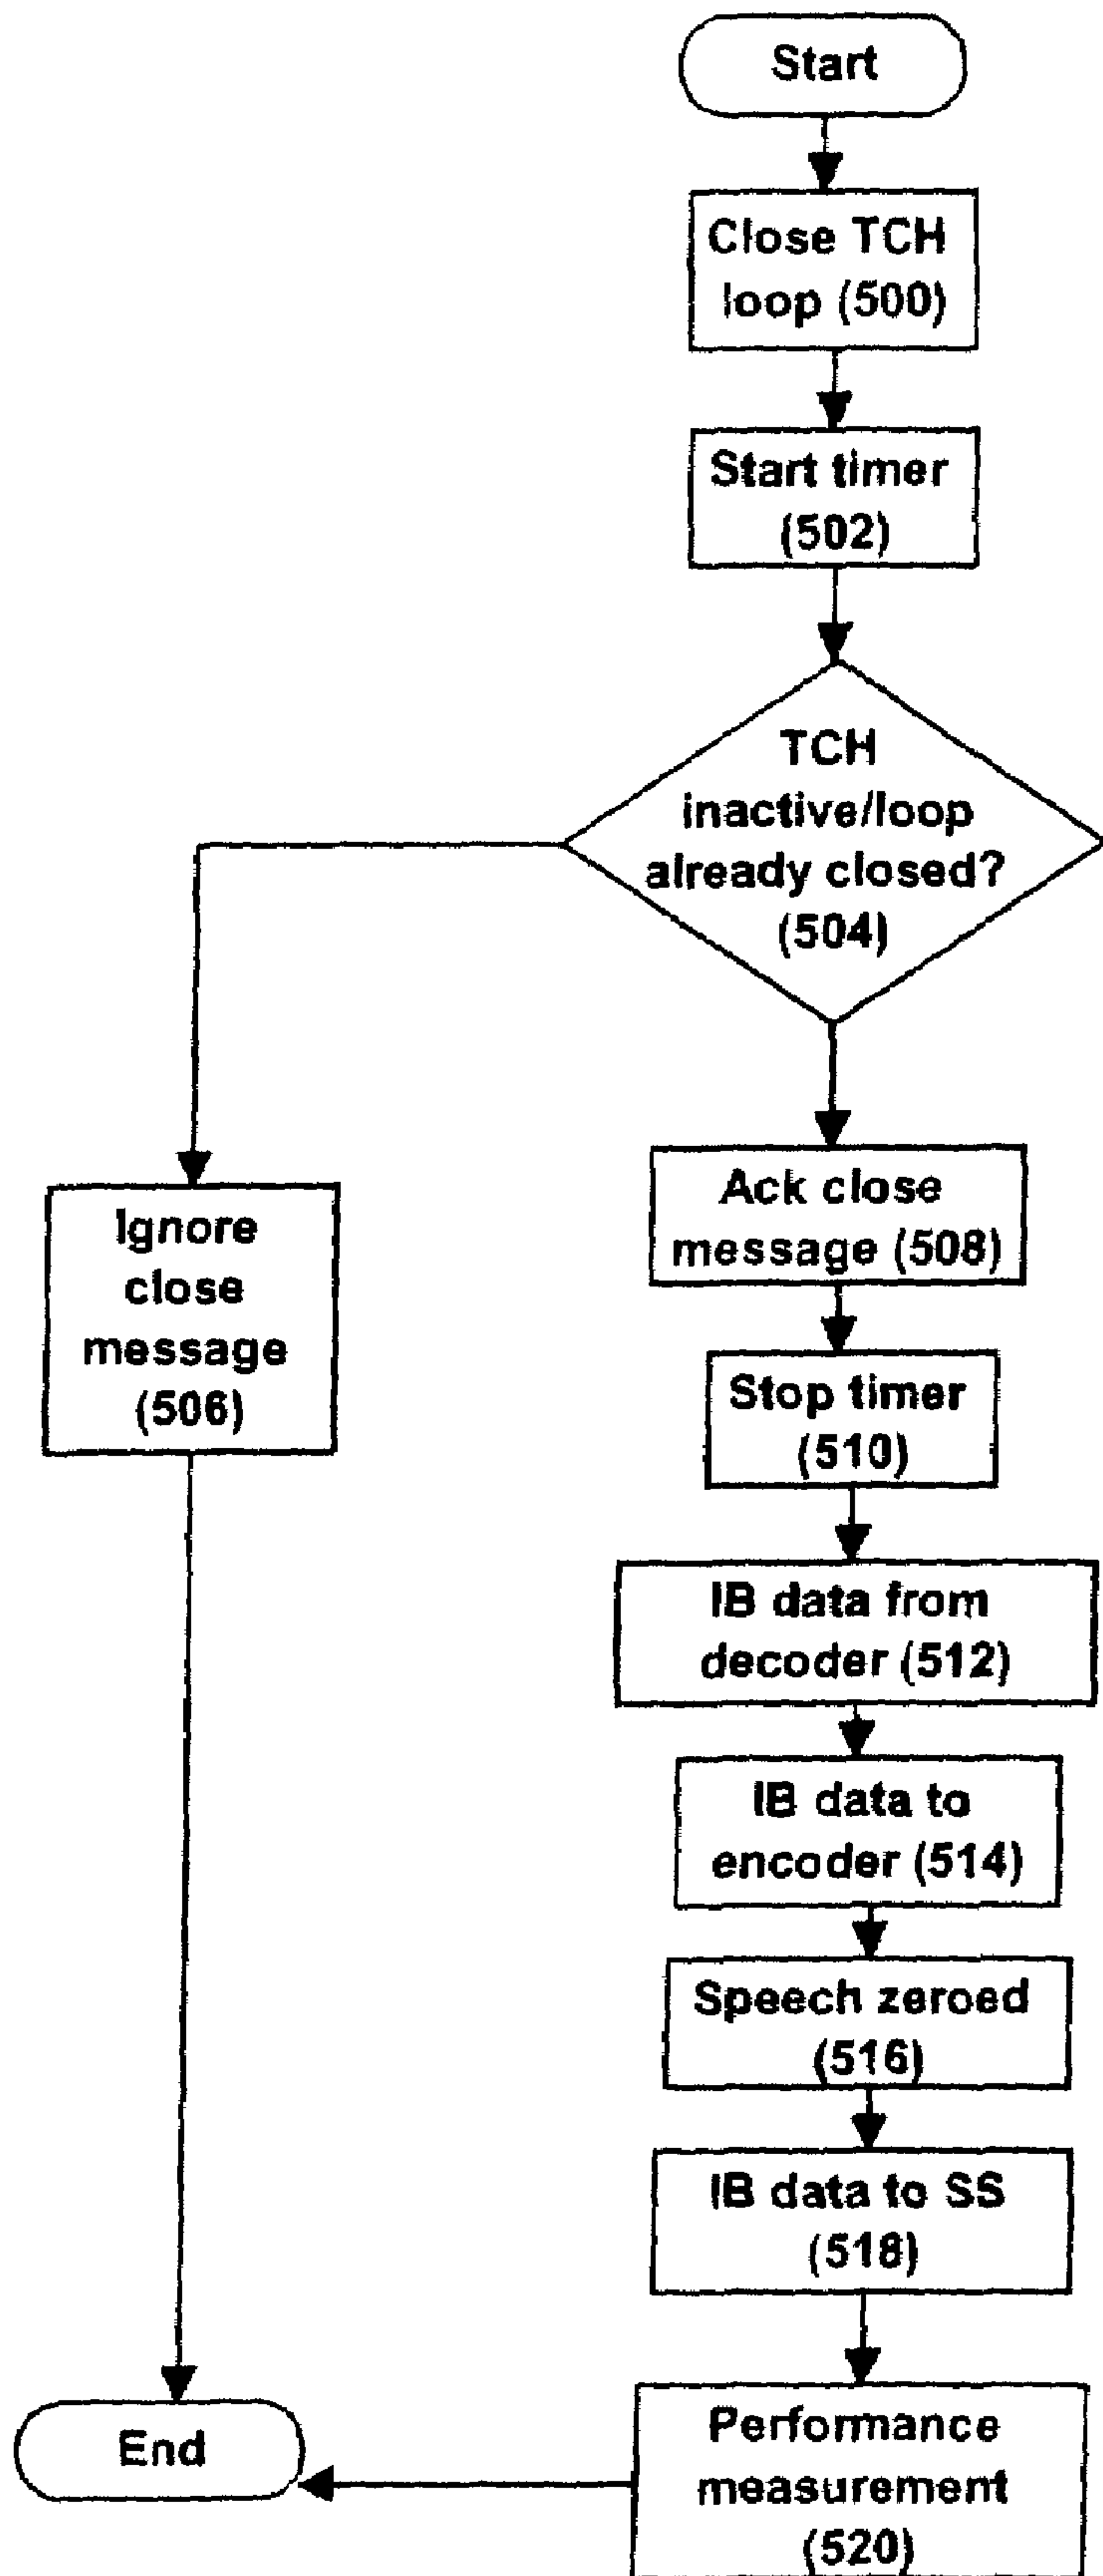 Start
Close TCH
loop (500)
Start timer
(502)
TCH
inactive/loop
already closed?
(504)
Ignore
close
message
(506)
Ack close
message (508)
Stop timer
(510)
IB data from
decoder (512)
IB data to
encoder (514)
Speech zeroed
(516)
IB data to SS
(518)
Performance
measurement
(520)
End